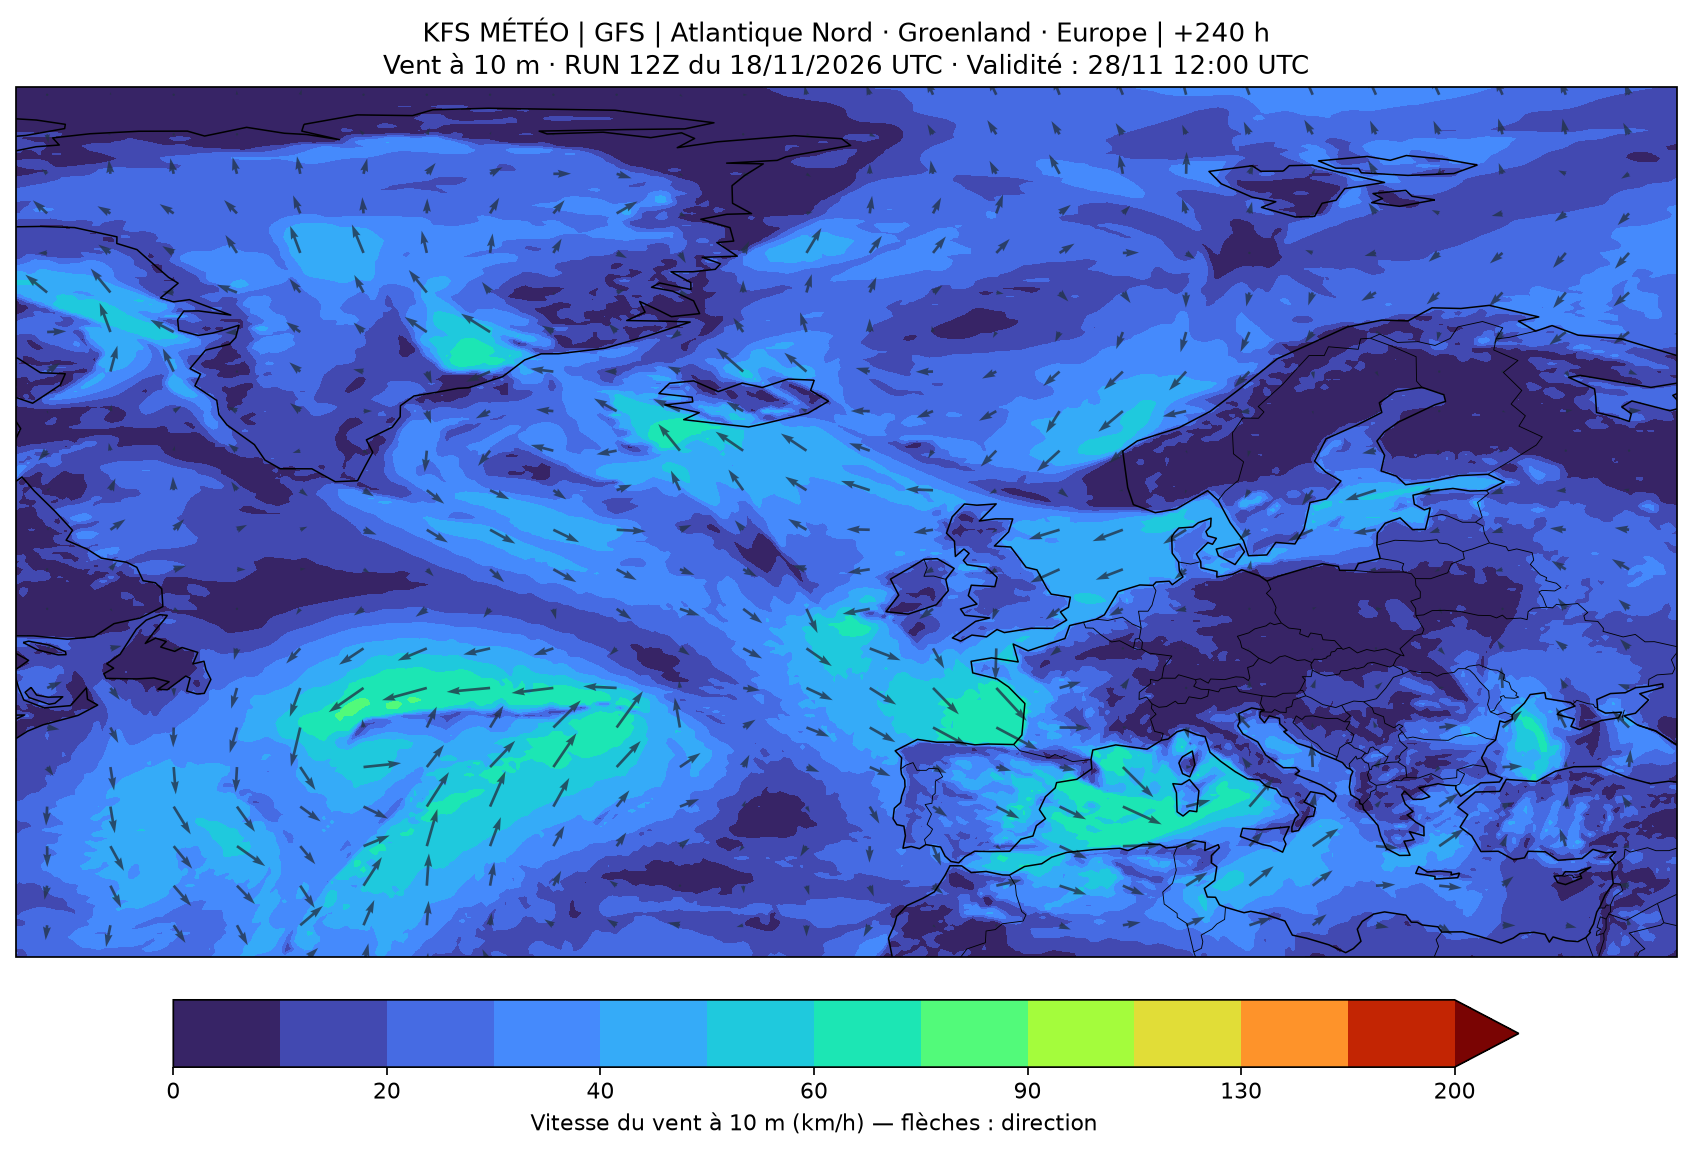 KFS MÉTÉO | GFS | Atlantique Nord · Groenland · Europe | +240 h
Vent à 10 m · RUN 12Z du 18/11/2026 UTC · Validité : 28/11 12:00 UTC
0 20 40 60 90 130 200
Vitesse du vent à 10 m (km/h) — flèches : direction